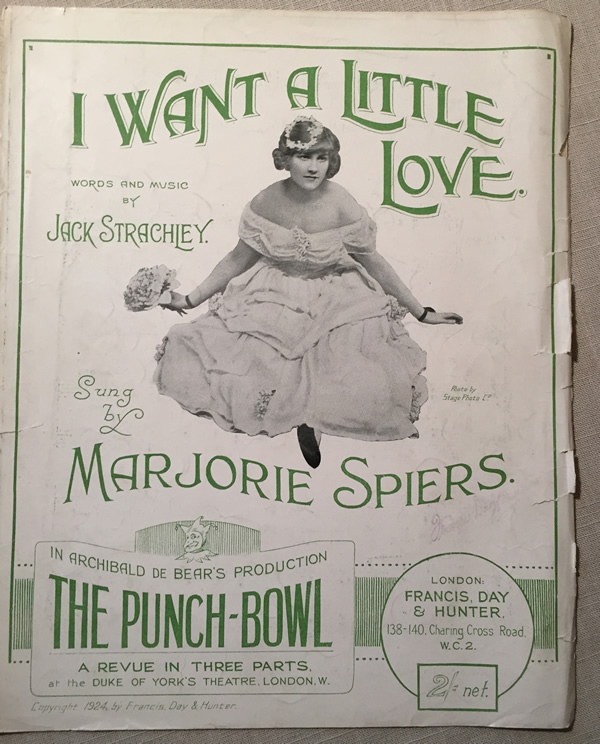 I WANT A LITTLE
LOVE.
WORDS AND MUSIC
BY
JACK STRACHLEY.
Sung
by
Photo by
Stage Photo Co.
MARJORIE SPIERS.
IN ARCHIBALD DE BEAR'S PRODUCTION
THE PUNCH-BOWL
A REVUE IN THREE PARTS,
at the DUKE OF YORK'S THEATRE, LONDON, W.
LONDON:
FRANCIS, DAY
& HUNTER,
138-140, Charing Cross Road,
W.C.2.
2/- net.
Copyright 1924, by Francis, Day & Hunter.